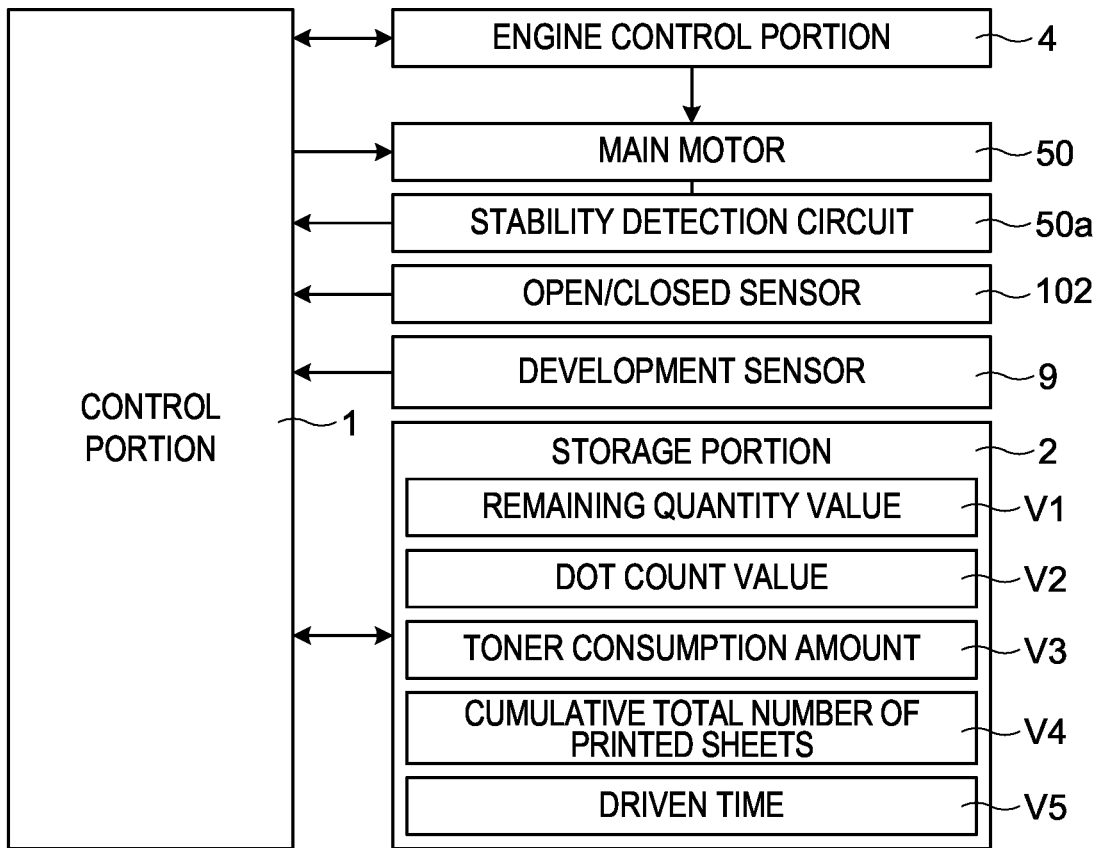 ENGINE CONTROL PORTION 4
MAIN MOTOR 50
STABILITY DETECTION CIRCUIT 50a
OPEN/CLOSED SENSOR 102
DEVELOPMENT SENSOR 9
CONTROL
PORTION 1
STORAGE PORTION 2
REMAINING QUANTITY VALUE V1
DOT COUNT VALUE V2
TONER CONSUMPTION AMOUNT V3
CUMULATIVE TOTAL NUMBER OF
PRINTED SHEETS V4
DRIVEN TIME V5